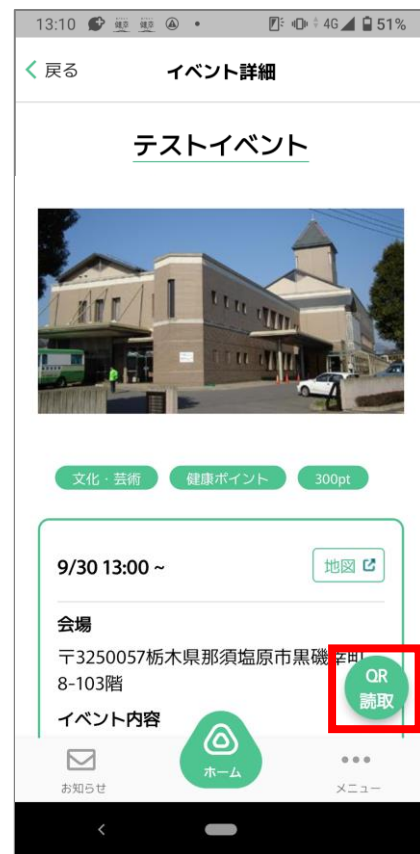 13:10 4G 51%
戻る イベント詳細
テストイベント
文化・芸術 健康ポイント 300pt
9/30 13:00 ~ 地図
会場
〒3250057栃木県那須塩原市黒磯幸町
8-103階
QR
読取
イベント内容
お知らせ ホーム メニュー